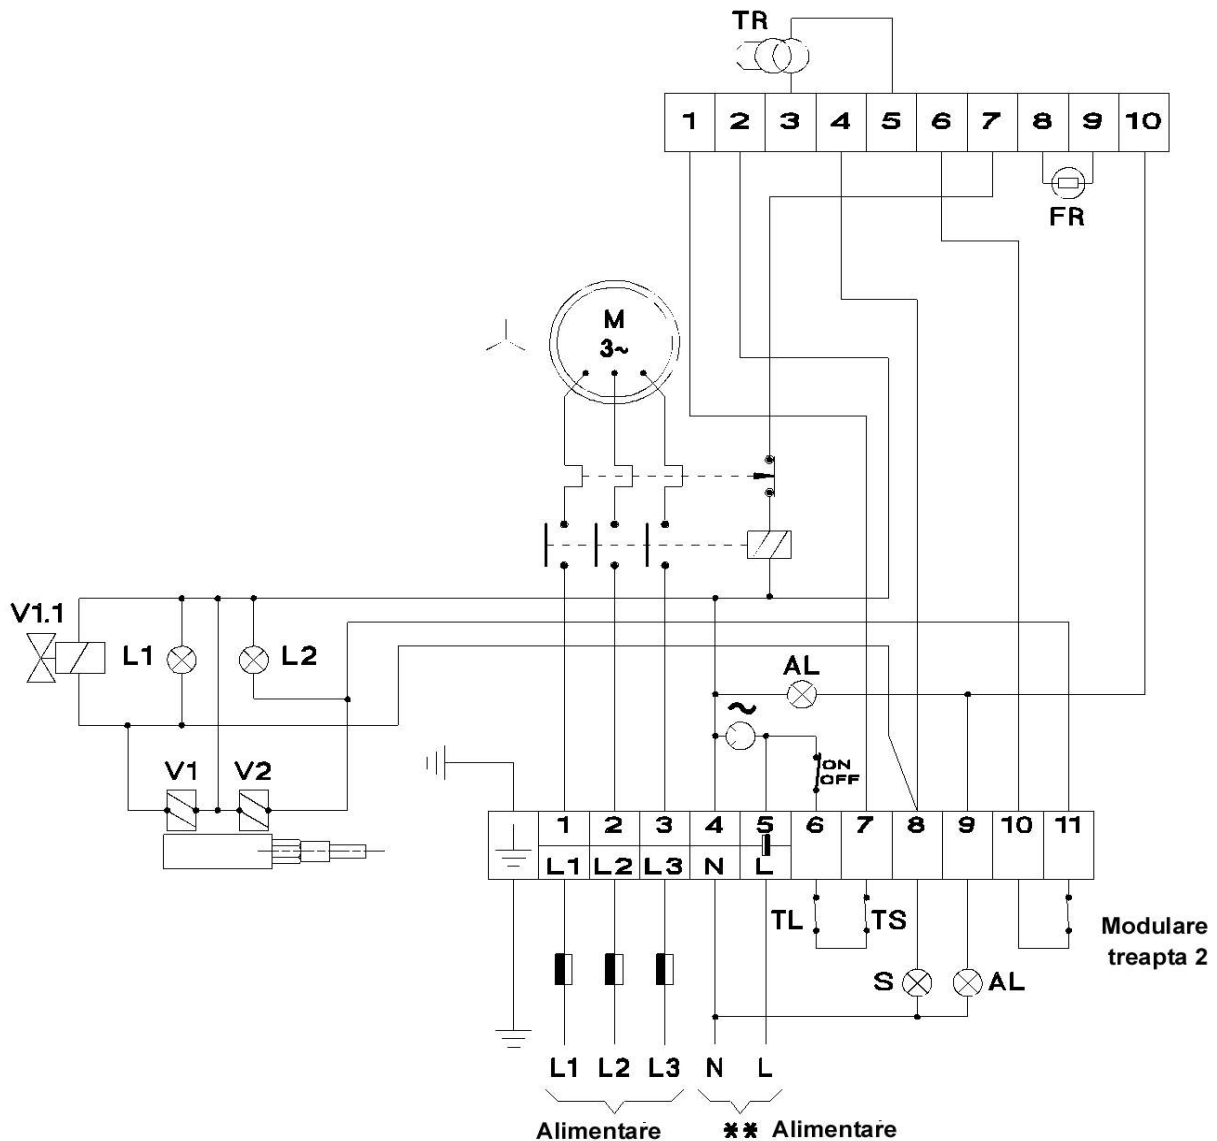 TR
1 2 3 4 5 6 7 8 9 10
FR
M
3~
V1.1
L1
L2
AL
~
V1
V2
ON
OFF
1 2 3 4 5 6 7 8 9 10 11
L1 L2 L3 N L
TL
TS
Modulare
treapta 2
S
AL
L1 L2 L3 N L
Alimentare
** Alimentare